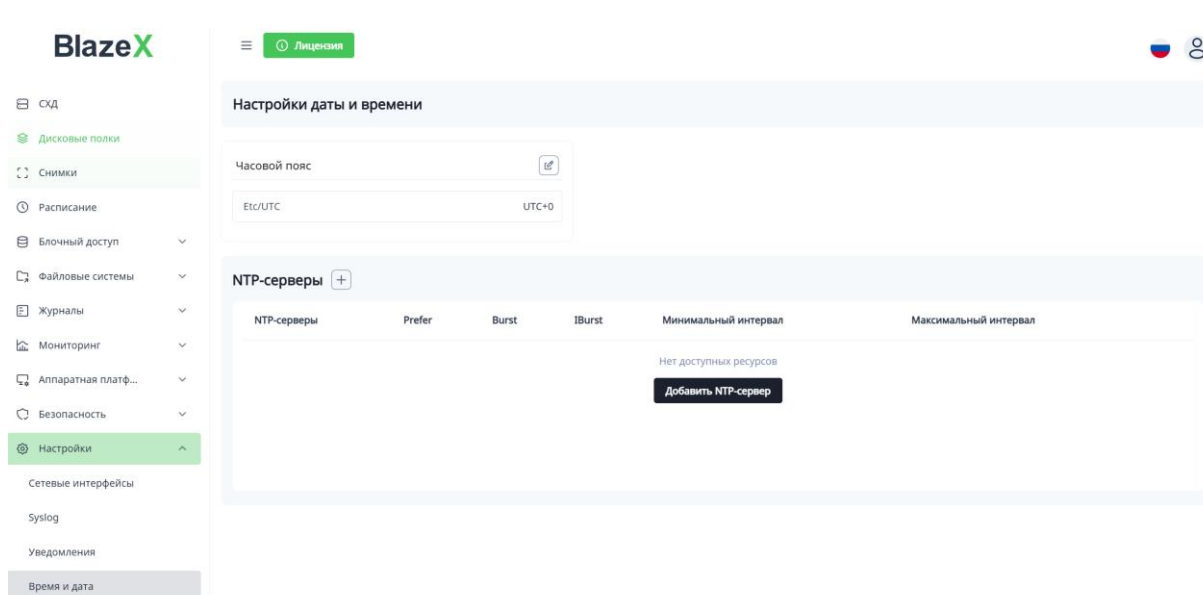 BlazeX
Лицензия
СХД
Дисковые полки
Снимки
Расписание
Блочный доступ
Файловые системы
Журналы
Мониторинг
Аппаратная платф...
Безопасность
Настройки
Сетевые интерфейсы
Syslog
Уведомления
Время и дата
Настройки даты и времени
Часовой пояс
Etc/UTC UTC+0
NTP-серверы
NTP-серверы Prefer Burst IBurst Минимальный интервал Максимальный интервал
Нет доступных ресурсов
Добавить NTP-сервер